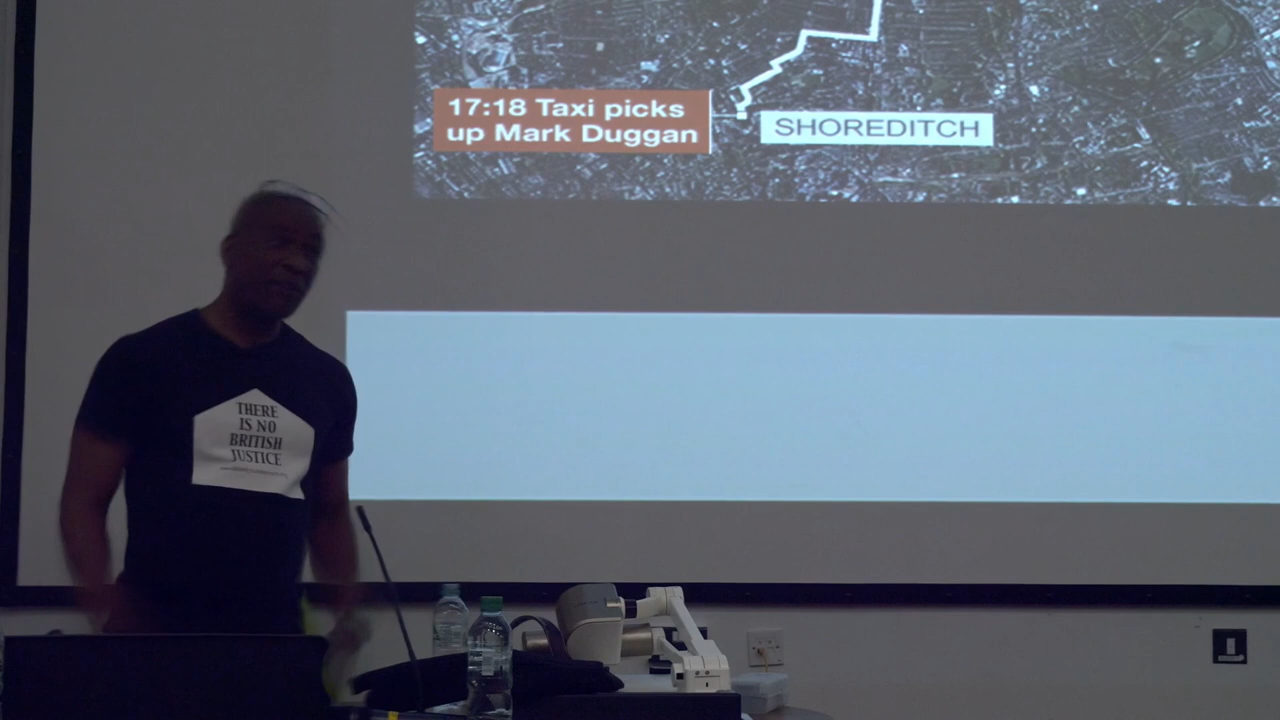 17:18 Taxi picks
up Mark Duggan
SHOREDITCH
THERE
IS NO
BRITISH
JUSTICE